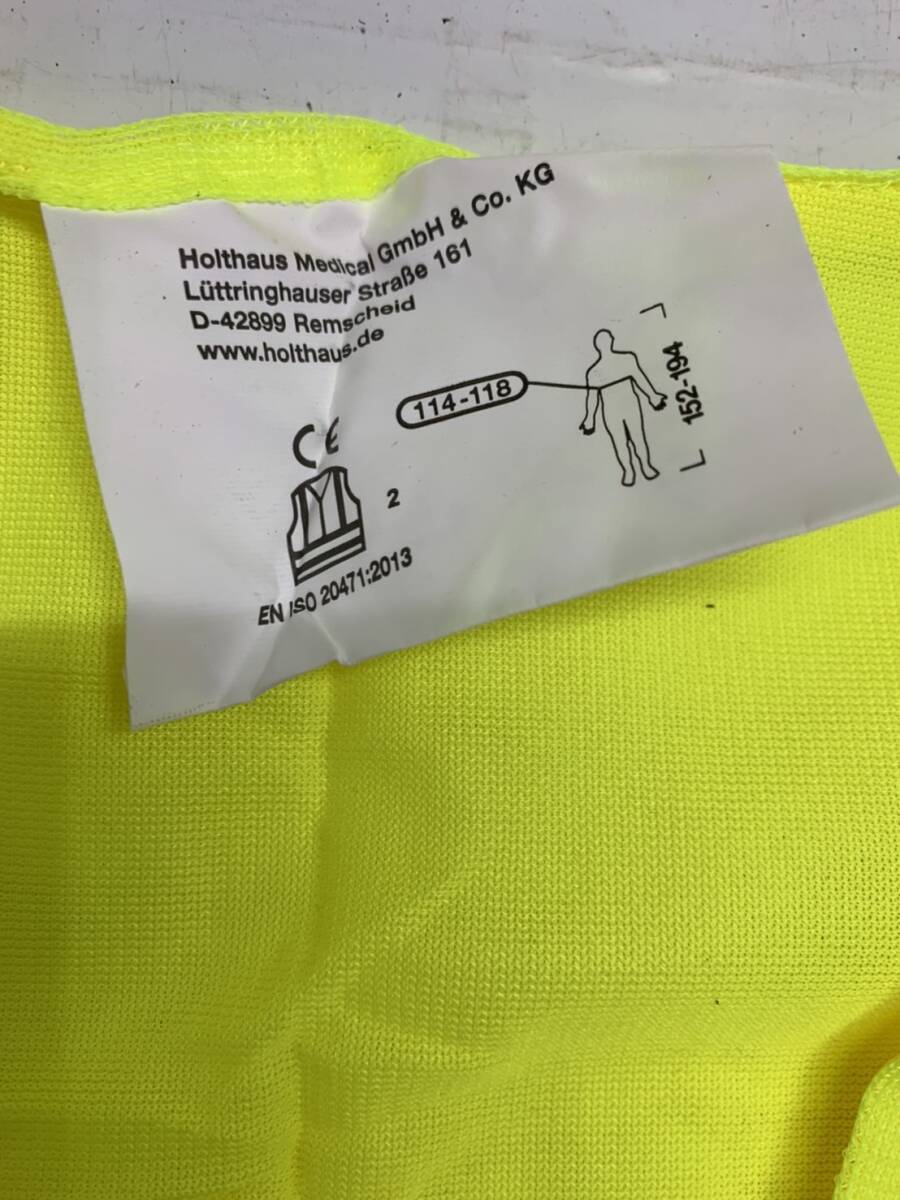 Holthaus Medical GmbH & Co. KG
Lüttringhauser Straße 161
D-42899 Remscheid
www.holthaus.de
114-118
152-194
CE
2
EN ISO 20471:2013